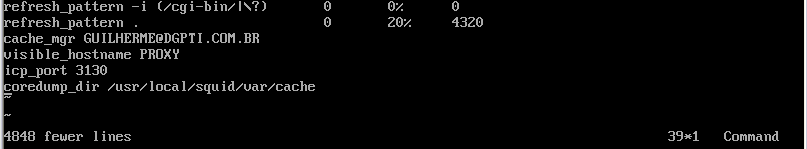 refresh_pattern -i (/cgi-bin/|\?) 0 0% 0
refresh_pattern . 0 20% 4320
cache_mgr GUILHERME@DGPTI.COM.BR
visible_hostname PROXY
icp_port 3130
coredump_dir /usr/local/squid/var/cache
~
~
4848 fewer lines 39*1 Command